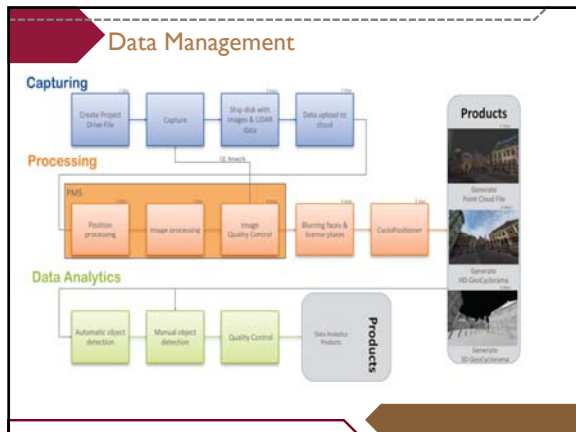 Data Management
Capturing
Create Project
Drive File
Capture
Ship disk with
images & LIDAR
data
Data upload to
cloud
Processing
QC Rework
PMS
Position
processing
Image processing
Image
Quality Control
Blurring faces &
license plates
CycloPositioner
Products
Generate
Point Cloud File
Generate
HD-GeoCyclorama
Generate
3D GeoCyclorama
Data Analytics
Automatic object
detection
Manual object
detection
Quality Control
Data Analytics
Products
Products